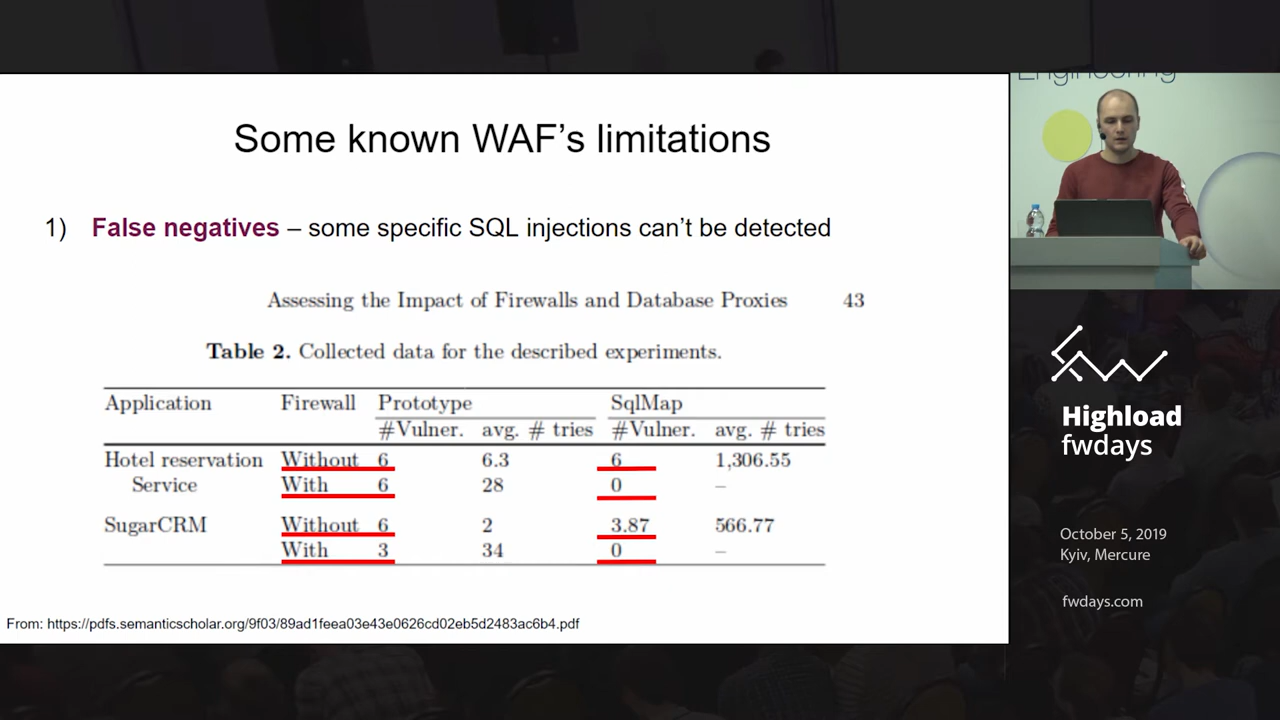 Some known WAF's limitations
1) False negatives – some specific SQL injections can't be detected
Assessing the Impact of Firewalls and Database Proxies 43
Table 2. Collected data for the described experiments.
Application Firewall Prototype SqlMap
#Vulner. avg. # tries #Vulner. avg. # tries
Hotel reservation Without 6 6.3 6 1,306.55
Service With 6 28 0 –
SugarCRM Without 6 2 3.87 566.77
With 3 34 0 –
From: https://pdfs.semanticscholar.org/9f03/89ad1feea03e43e0626cd02eb5d2483ac6b4.pdf
Engineering
Highload
fwdays
October 5, 2019
Kyiv, Mercure
fwdays.com